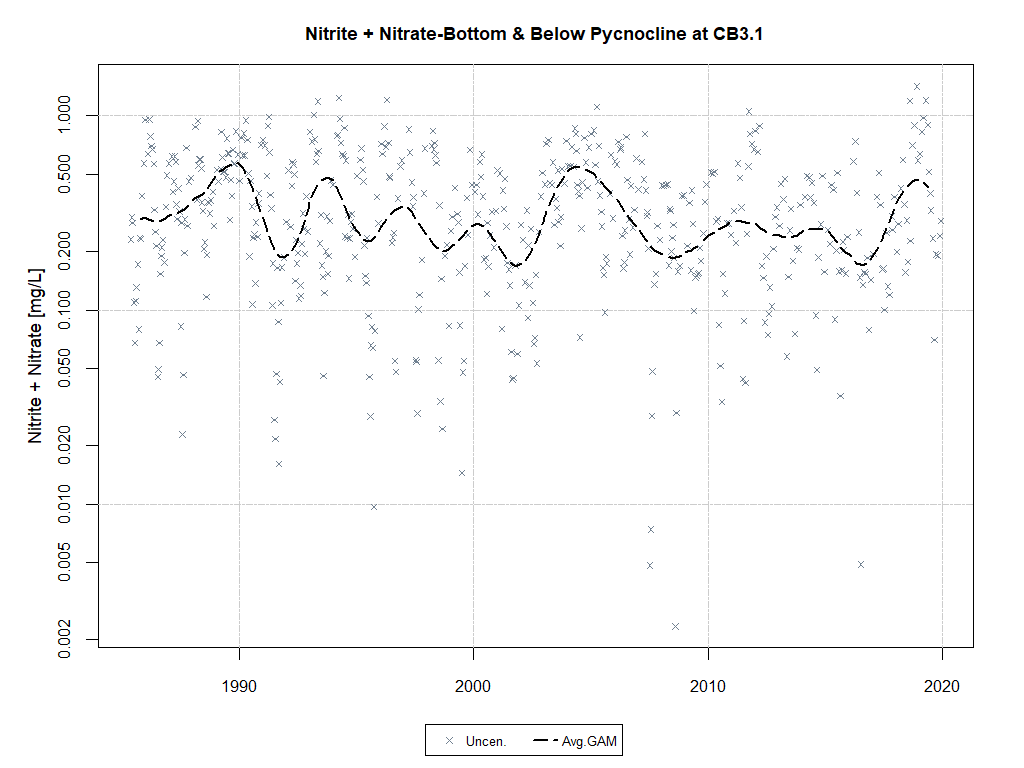 Nitrite + Nitrate-Bottom & Below Pycnocline at CB3.1
Nitrite + Nitrate [mg/L]
1.000
0.500
0.200
0.100
0.050
0.020
0.010
0.005
0.002
1990 2000 2010 2020
Uncen. Avg.GAM